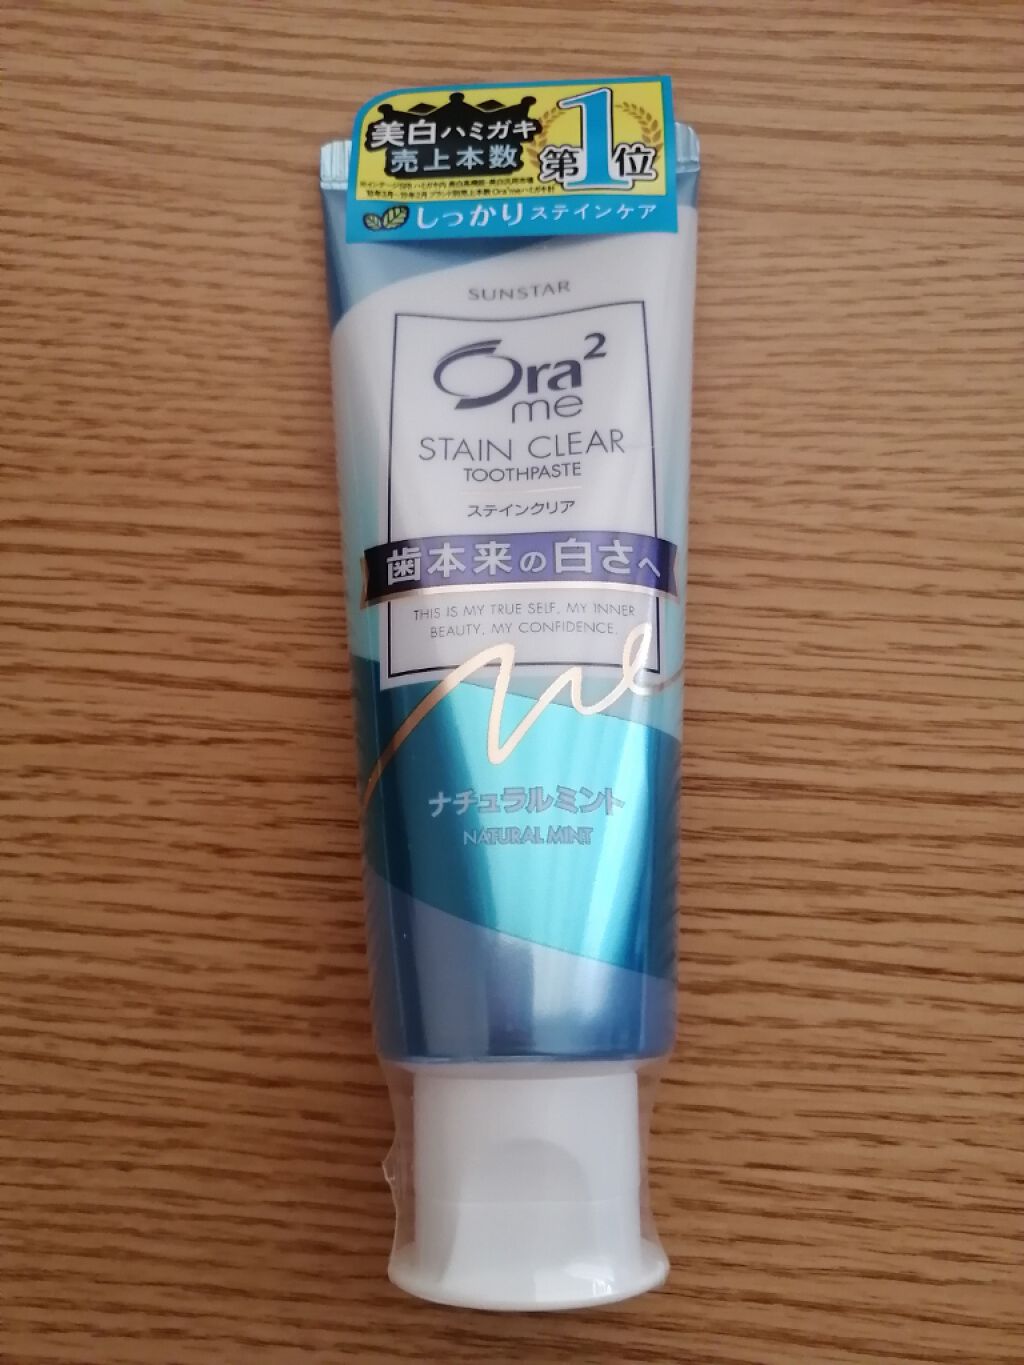 美白ハミガキ
売上本数
第1位
しっかりステインケア
SUNSTAR
Ora²
me
STAIN CLEAR
TOOTHPASTE
ステインクリア
歯本来の白さへ
THIS IS MY TRUE SELF, MY INNER
BEAUTY, MY CONFIDENCE.
me
ナチュラルミント
NATURAL MINT